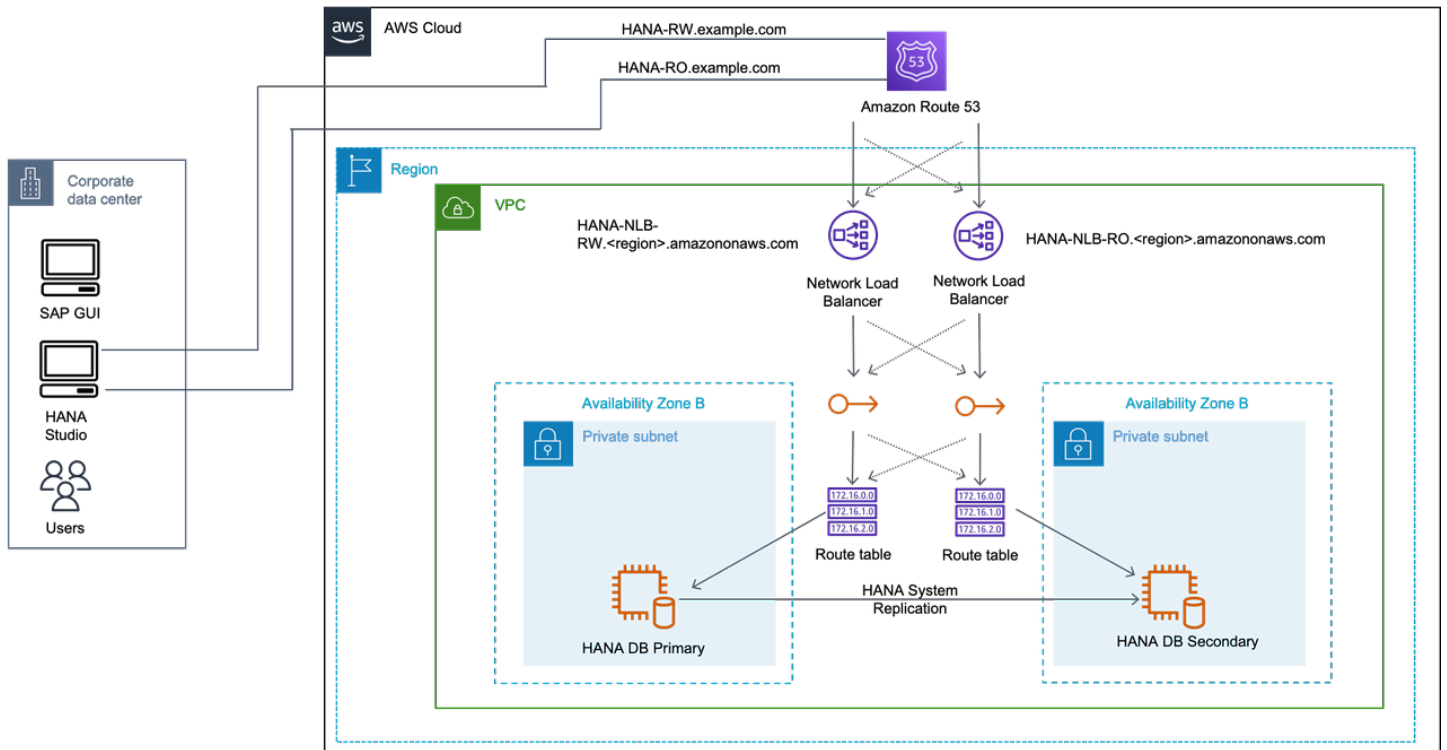 aws
AWS Cloud
HANA-RW.example.com
HANA-RO.example.com
53
Amazon Route 53
Corporate
data center
SAP GUI
HANA
Studio
Users
Region
VPC
HANA-NLB-
RW.<region>.amazononaws.com
HANA-NLB-RO.<region>.amazononaws.com
Network Load
Balancer
Network Load
Balancer
Availability Zone B
Private subnet
Availability Zone B
Private subnet
172.16.0.0
172.16.1.0
172.16.2.0
Route table
172.16.0.0
172.16.1.0
172.16.2.0
Route table
HANA System
Replication
HANA DB Primary
HANA DB Secondary